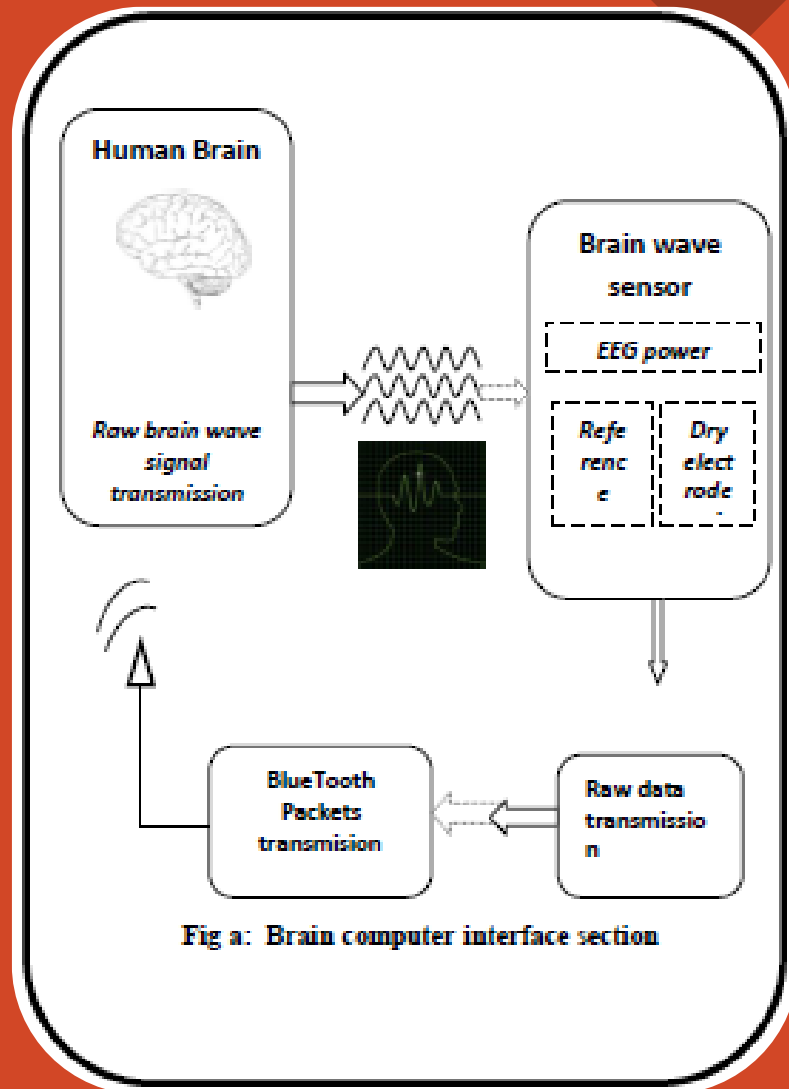 Human Brain
Raw brain wave
signal
transmission
Brain wave
sensor
EEG power
Refe
renc
e
Dry
elect
rode
BlueTooth
Packets
transmision
Raw data
transmissio
n
Fig a: Brain computer interface section